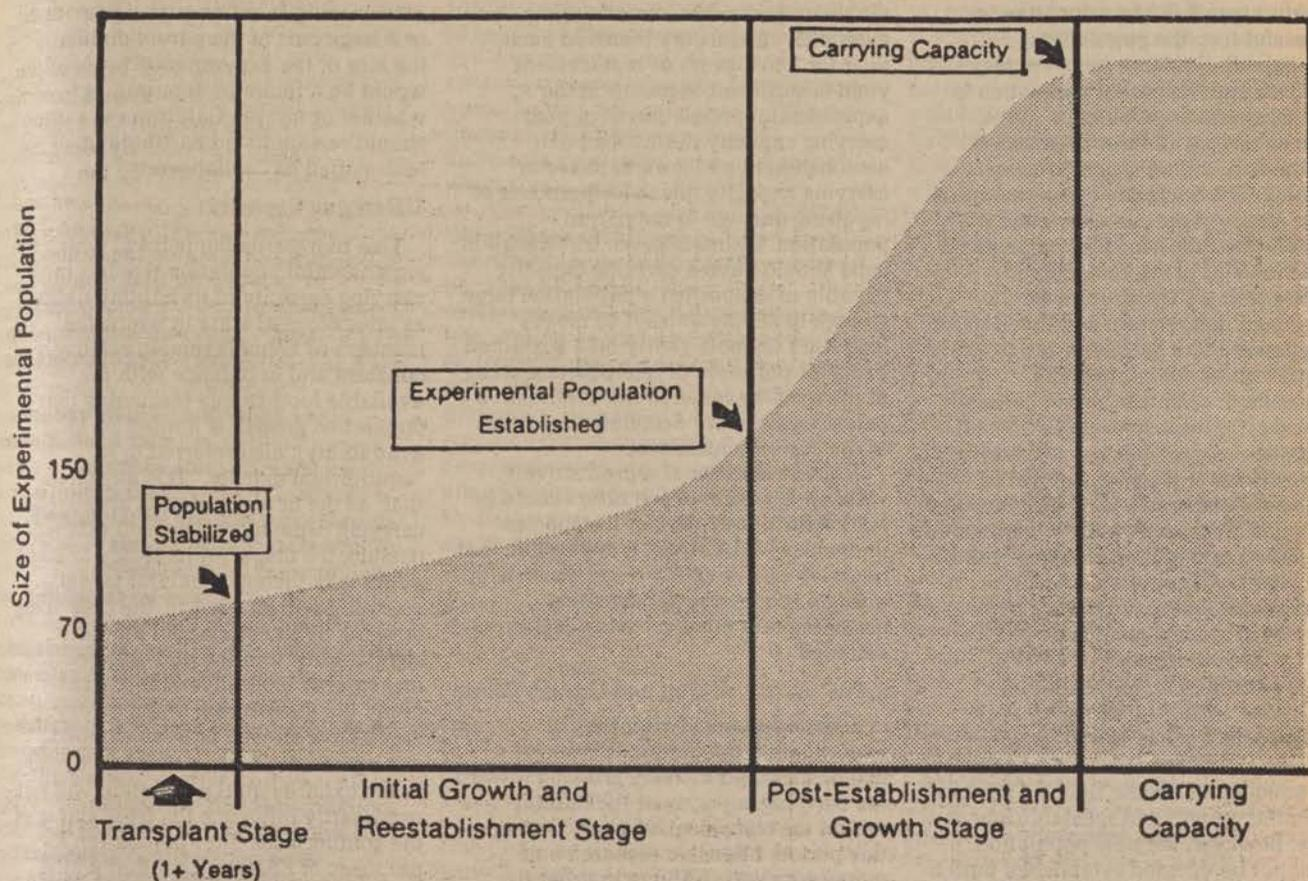 Carrying Capacity
Size of Experimental Population
Experimental Population
Established
150
Population
Stabilized
70
0
Transplant Stage
(1+ Years)
Initial Growth and
Reestablishment Stage
Post-Establishment and
Growth Stage
Carrying
Capacity